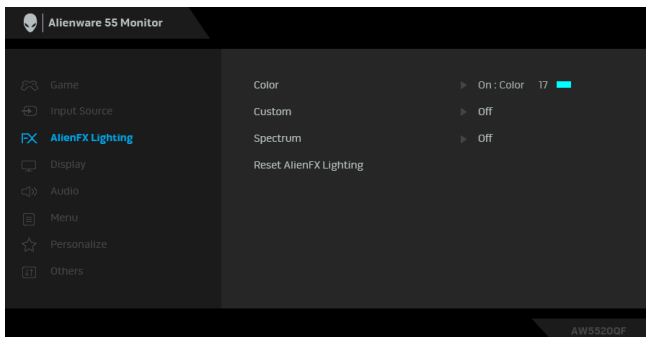 Alienware 55 Monitor
Game
Input Source
FX AlienFX Lighting
Display
Audio
Menu
Personalize
Others
Color On : Color 17
Custom Off
Spectrum Off
Reset AlienFX Lighting
AW5520QF